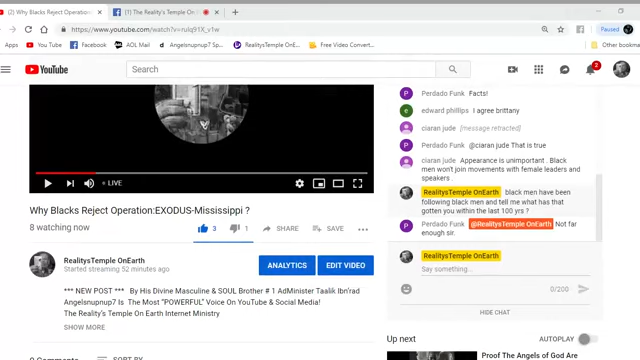 (2) Why Blacks Reject Operation:
(1) The Reality's Temple OnE
https://www.youtube.com/watch?v=rulq91X_v1w
Paused
Apps
You Tube
Facebook
AOL Mail
Angelsnupnup7 Sp
RealitysTemple OnE
Free Video Convert
Other bookma
YouTube
Search
2
Perdado Funk Facts!
edward phillips I agree brittany
ciaran jude [message retracted]
Perdado Funk @ciaran jude That is true
ciaran jude Appearance is unimportant . Black
men won't join movements with female leaders and
speakers .
RealitysTemple OnEarth black men have been
following black men and tell me what has that
gotten you within the last 100 yrs ?
Perdado Funk @RealitysTemple OnEarth Not far
enough sir.
RealitysTemple OnEarth
Say something...
0/200
HIDE CHAT
LIVE
Why Blacks Reject Operation:EXODUS-Mississippi ?
8 watching now
3
1
SHARE
SAVE
RealitysTemple OnEarth
Started streaming 52 minutes ago
ANALYTICS
EDIT VIDEO
*** NEW POST *** By His Divine Masculine & SOUL Brother # 1 AdMinister Taalik Ibn'rad
Angelsnupnup7 Is The Most "POWERFUL" Voice On YouTube & Social Media!
The Reality's Temple On Earth Internet Ministry
SHOW MORE
0 Comments
SORT BY
Up next
AUTOPLAY
Proof The Angels of God Are